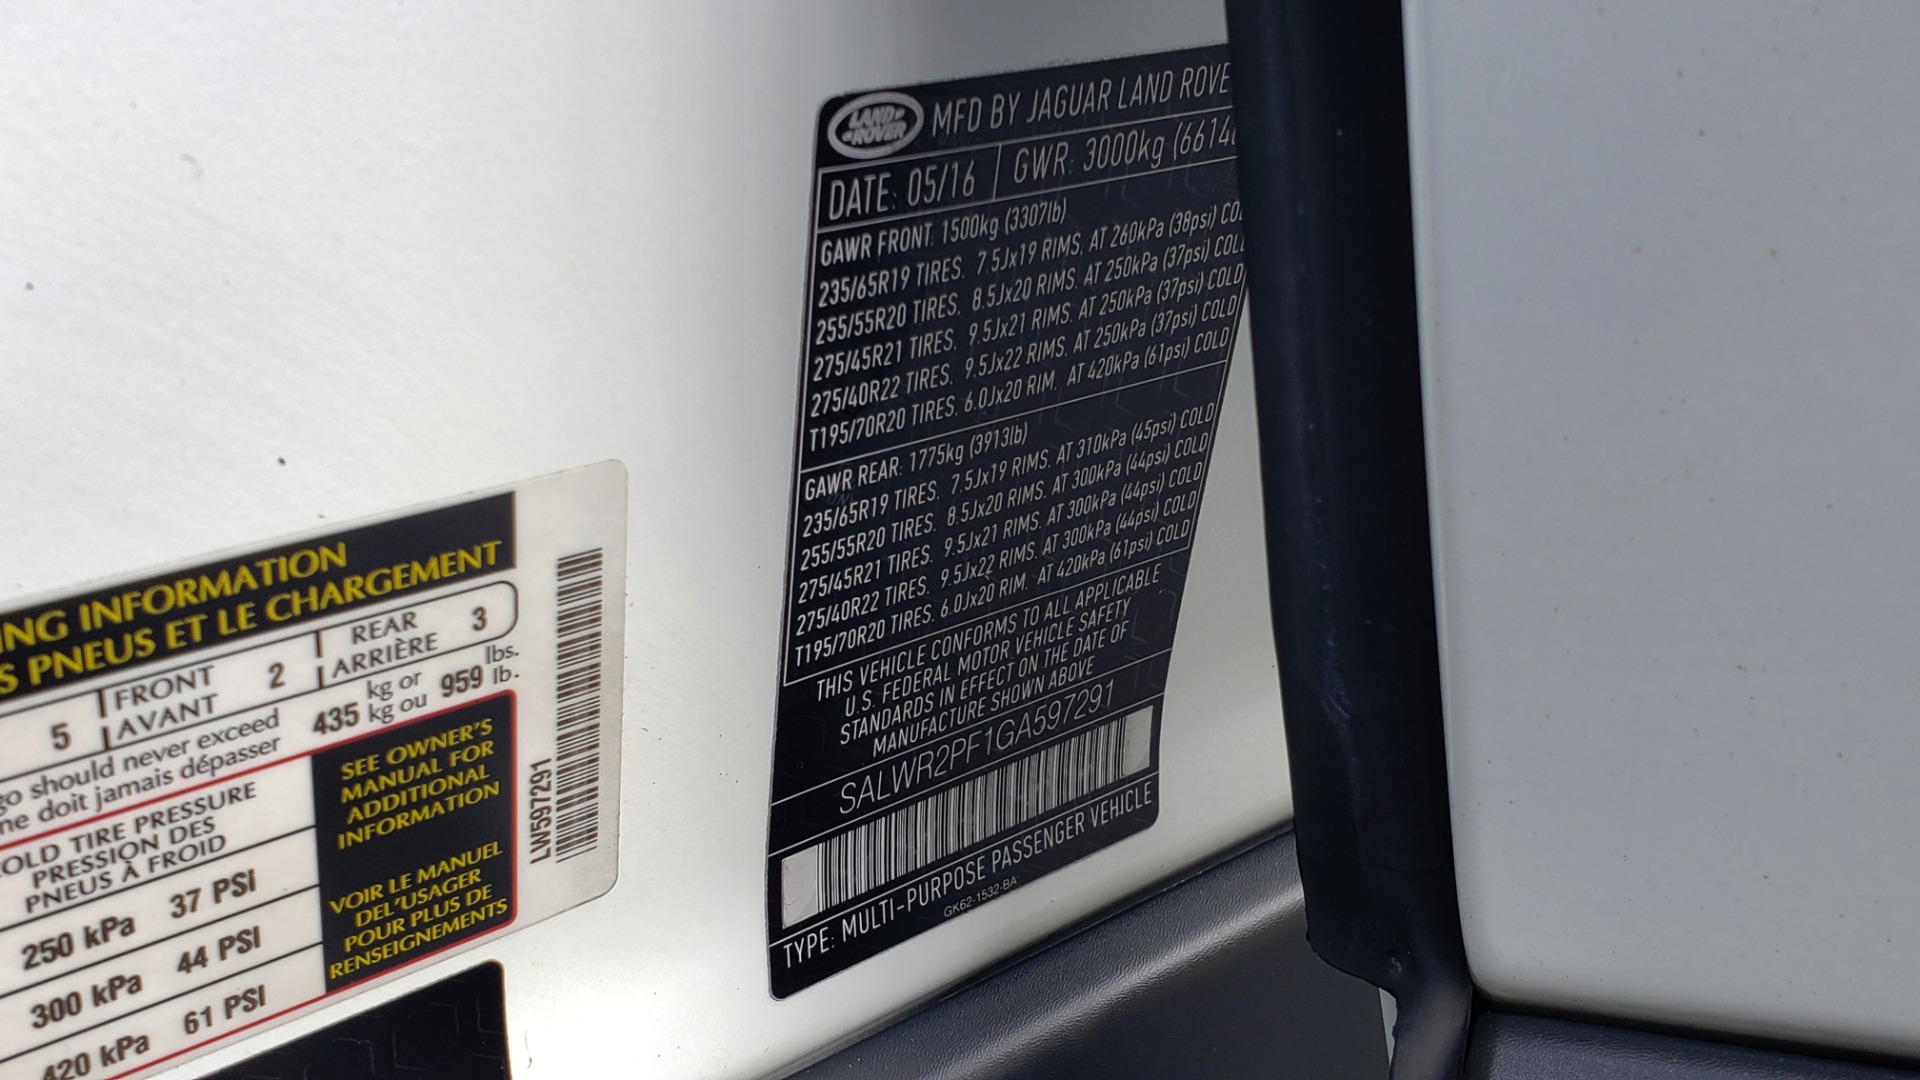 LAND ROVER
MFD BY JAGUAR LAND ROVE
DATE: 05/16 GWR: 3000kg (6614
GAWR FRONT: 1500kg (3307lb)
235/65R19 TIRES. 7.5Jx19 RIMS. AT 260kPa (38psi) COL
255/55R20 TIRES. 8.5Jx20 RIMS. AT 250kPa (37psi) COL
275/45R21 TIRES. 9.5Jx21 RIMS. AT 250kPa (37psi) COLD
275/40R22 TIRES. 9.5Jx22 RIMS. AT 250kPa (37psi) COLD
T195/70R20 TIRES. 6.0Jx20 RIM. AT 420kPa (61psi) COLD
GAWR REAR: 1775kg (3913lb)
235/65R19 TIRES. 7.5Jx19 RIMS. AT 310kPa (45psi) COLD
255/55R20 TIRES. 8.5Jx20 RIMS. AT 300kPa (44psi) COLD
275/45R21 TIRES. 9.5Jx21 RIMS. AT 300kPa (44psi) COLD
275/40R22 TIRES. 9.5Jx22 RIMS. AT 300kPa (44psi) COLD
T195/70R20 TIRES. 6.0Jx20 RIM. AT 420kPa (61psi) COLD
THIS VEHICLE CONFORMS TO ALL APPLICABLE
U.S. FEDERAL MOTOR VEHICLE SAFETY
STANDARDS IN EFFECT ON THE DATE OF
MANUFACTURE SHOWN ABOVE
SALWR2PF1GA597291
TYPE: MULTI-PURPOSE PASSENGER VEHICLE
GK62-1532-BA
ING INFORMATION
S PNEUS ET LE CHARGEMENT
5 FRONT AVANT 2 REAR ARRIÈRE 3
go should never exceed 435 kg or 959 lbs.
ne doit jamais dépasser kg ou lb.
OLD TIRE PRESSURE
PRESSION DES
PNEUS À FROID
250 kPa 37 PSI
300 kPa 44 PSI
420 kPa 61 PSI
SEE OWNER'S
MANUAL FOR
ADDITIONAL
INFORMATION
VOIR LE MANUEL
DEL'USAGER
POUR PLUS DE
RENSEIGNEMENTS
LW597291